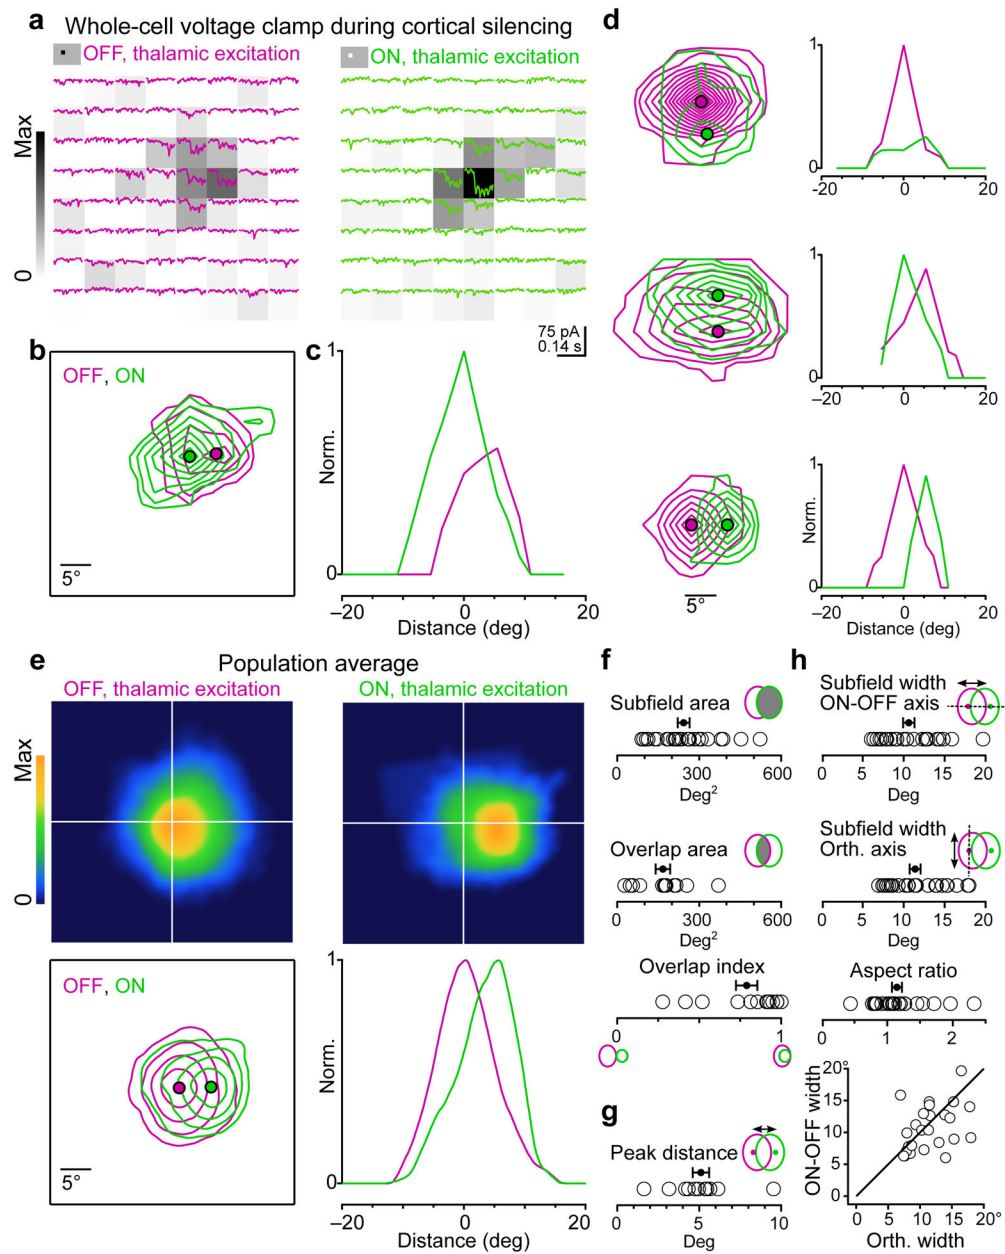 a Whole-cell voltage clamp during cortical silencing
OFF, thalamic excitation
ON, thalamic excitation
Max
0
75 pA
0.14 s
b
OFF, ON
5°
c
1
Norm.
0
–20 0 20
Distance (deg)
d
1
0
–20 0 20
1
0
–20 0 20
1
Norm.
0
–20 0 20
Distance (deg)
5°
e Population average
OFF, thalamic excitation
ON, thalamic excitation
Max
0
OFF, ON
5°
1
Norm.
0
–20 –10 0 10 20
Distance (deg)
f
Subfield area
0 300 600
Deg2
Overlap area
0 300 600
Deg2
Overlap index
0 1
g
Peak distance
0 5 10
Deg
h
Subfield width
ON-OFF axis
0 5 10 15 20
Deg
Subfield width
Orth. axis
0 5 10 15 20
Deg
Aspect ratio
0 1 2
20°
15
10
5
0
ON-OFF width
0 5 10 15 20°
Orth. width